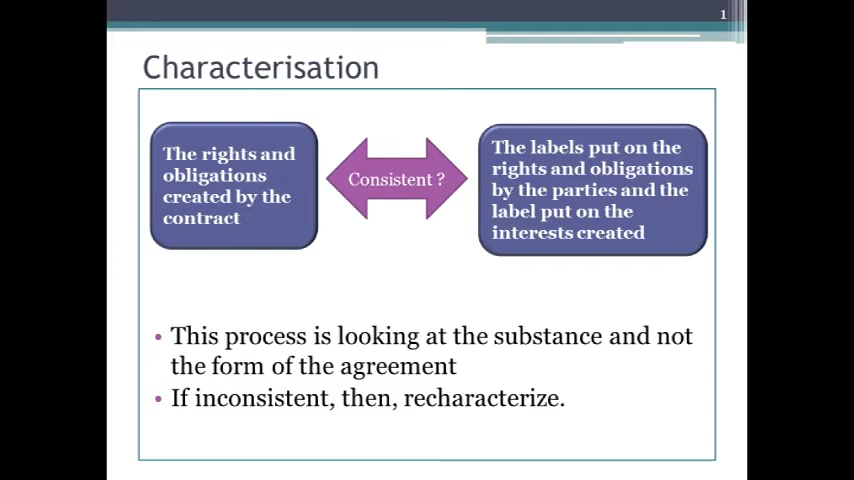 1
Characterisation
The rights and
obligations
created by the
contract
Consistent ?
The labels put on the
rights and obligations
by the parties and the
label put on the
interests created
• This process is looking at the substance and not
the form of the agreement
• If inconsistent, then, recharacterize.